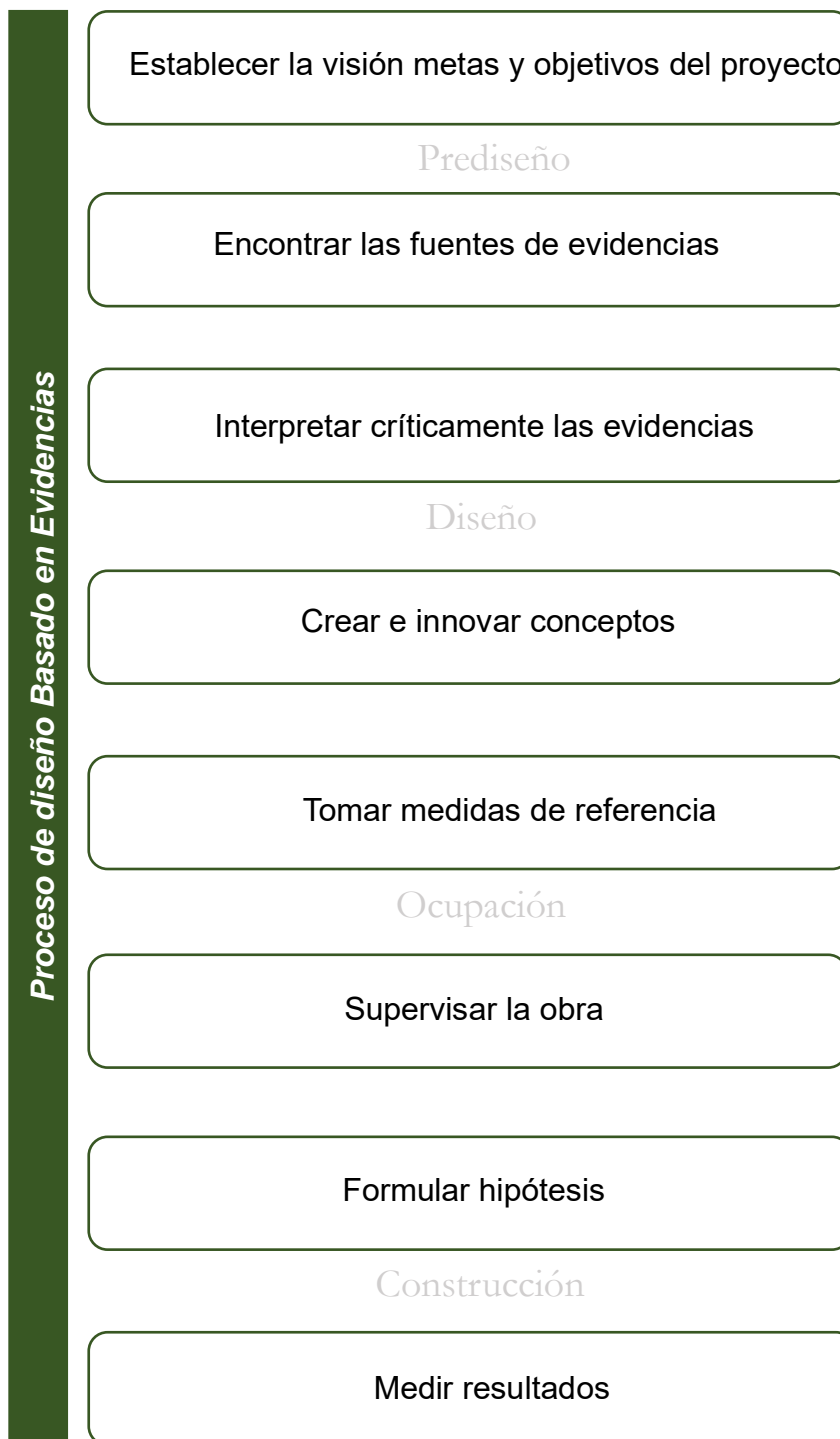 Proceso de diseño Basado en Evidencias
Establecer la visión metas y objetivos del proyecto
Prediseño
Encontrar las fuentes de evidencias
Interpretar críticamente las evidencias
Diseño
Crear e innovar conceptos
Tomar medidas de referencia
Ocupación
Supervisar la obra
Formular hipótesis
Construcción
Medir resultados